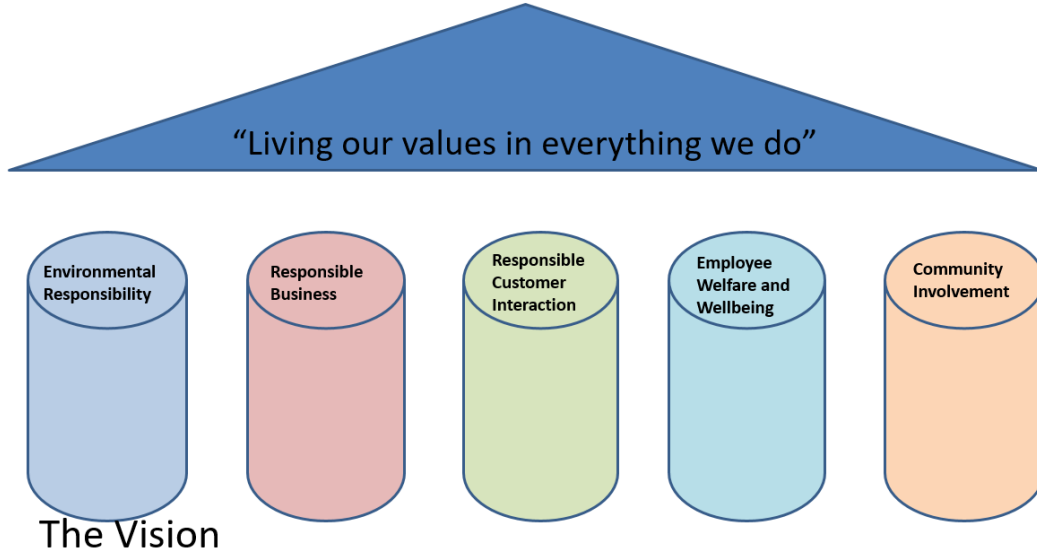 “Living our values in everything we do”
Environmental
Responsibility
Responsible
Business
Responsible
Customer
Interaction
Employee
Welfare and
Wellbeing
Community
Involvement
The Vision